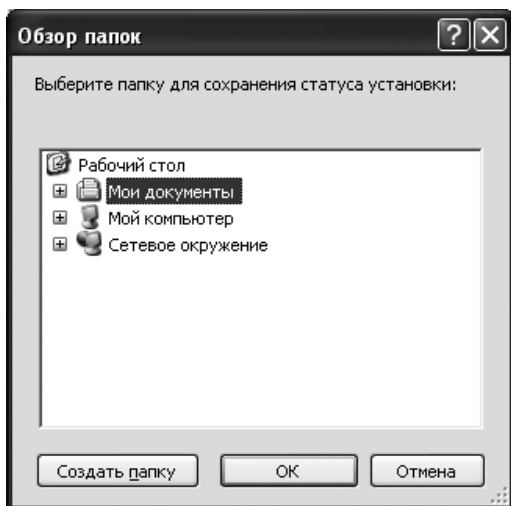 Обзор папок
Выберите папку для сохранения статуса установки:
Рабочий стол
Мои документы
Мой компьютер
Сетевое окружение
Создать папку
ОК
Отмена